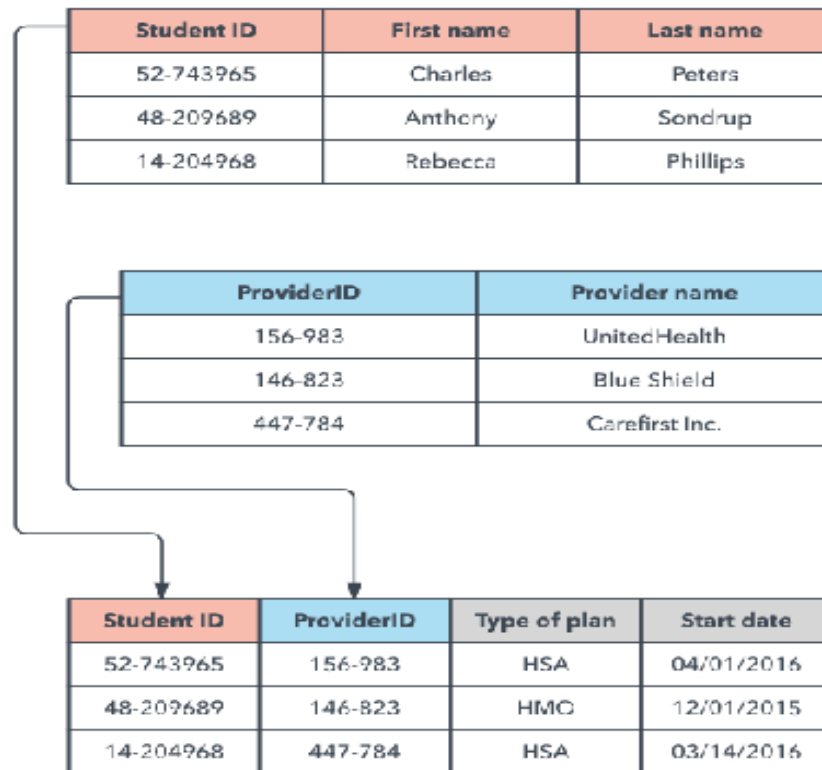 Student ID First name Last name
52-743965 Charles Peters
48-209689 Anthony Sondrup
14-204968 Rebecca Phillips
ProviderID Provider name
156-983 UnitedHealth
146-823 Blue Shield
447-784 Carefirst Inc.
Student ID ProviderID Type of plan Start date
52-743965 156-983 HSA 04/01/2016
48-209689 146-823 HMO 12/01/2015
14-204968 447-784 HSA 03/14/2016